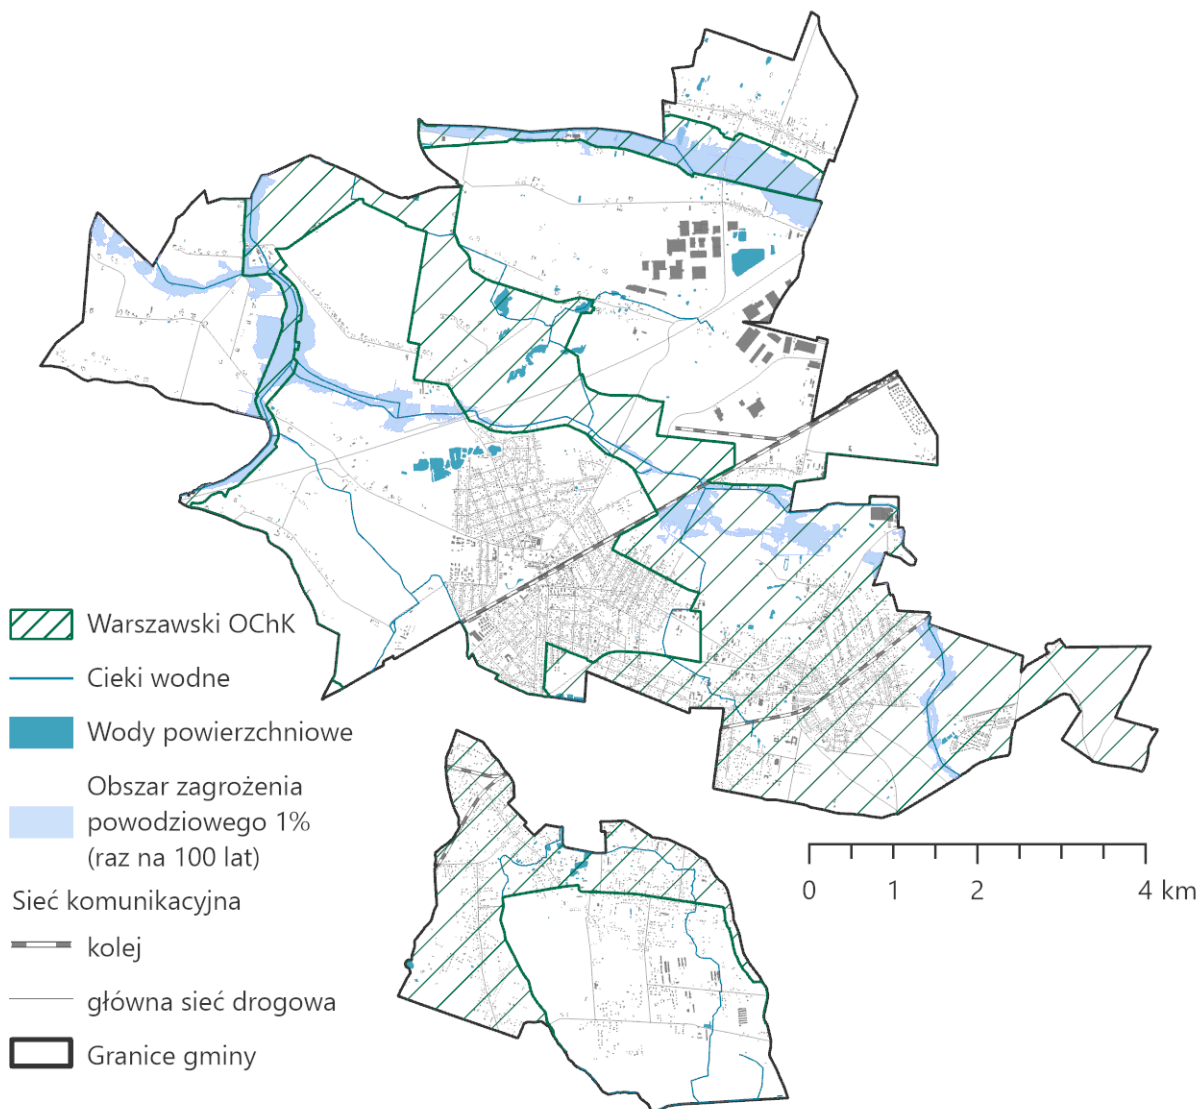 Warszawski OChK
Cieki wodne
Wody powierzchniowe
Obszar zagrożenia
powodziowego 1%
(raz na 100 lat)
Sieć komunikacyjna
kolej
główna sieć drogowa
Granice gminy
0 1 2 4 km